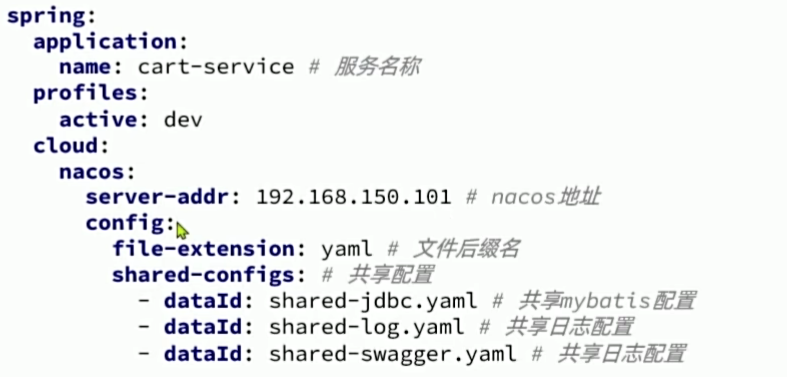 spring:
  application:
    name: cart-service # 服务名称
  profiles:
    active: dev
  cloud:
    nacos:
      server-addr: 192.168.150.101 # nacos地址
      config:
        file-extension: yaml # 文件后缀名
        shared-configs: # 共享配置
          - dataId: shared-jdbc.yaml # 共享mybatis配置
          - dataId: shared-log.yaml # 共享日志配置
          - dataId: shared-swagger.yaml # 共享日志配置